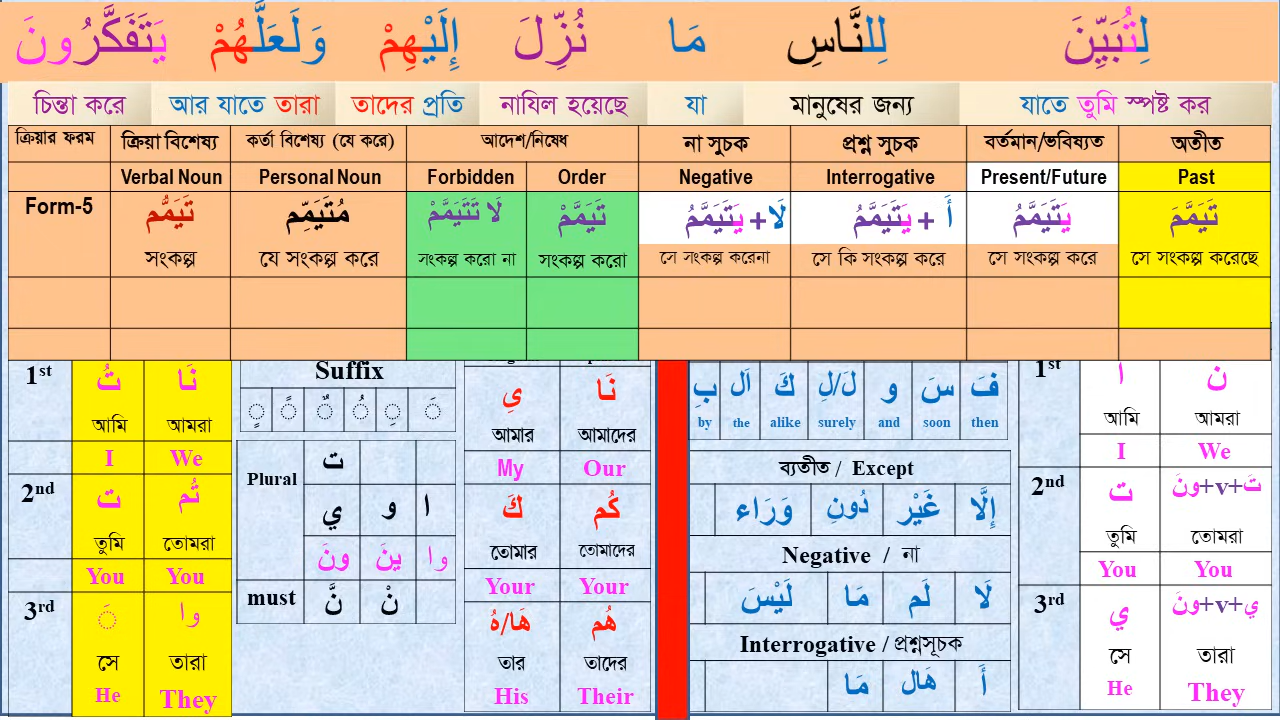 لِتُبَيِّنَ لِلنَّاسِ مَا نُزِّلَ إِلَيْهِمْ وَلَعَلَّهُمْ يَتَفَكَّرُونَ
চিন্তা করে আর যাতে তারা তাদের প্রতি নাযিল হয়েছে যা মানুষের জন্য যাতে তুমি স্পষ্ট কর
ক্রিয়ার ফরম ক্রিয়া বিশেষ্য কর্তা বিশেষ্য (যে করে) আদেশ/নিষেধ না সুচক প্রশ্ন সুচক বর্তমান/ভবিষ্যত অতীত
Verbal Noun Personal Noun Forbidden Order Negative Interrogative Present/Future Past
Form-5 تَيَمُّم مُتَيَمِّم لَا تَتَيَمَّمْ تَيَمَّمْ لَا+ يَتَيَمَّمُ أَ + يَتَيَمَّمُ يَتَيَمَّمُ تَيَمَّمَ
সংকল্প যে সংকল্প করে সংকল্প করো না সংকল্প করো সে সংকল্প করেনা সে কি সংকল্প করে সে সংকল্প করে সে সংকল্প করেছে
1st تُ نَا
আমি আমরা
I We
2nd ت تُم
তুমি তোমরা
You You
3rd َ وا
সে তারা
He They
Suffix
ٍ ً ٌ ُ ِ َ
Plural ت
ي و ا
ونَ ينَ وا
must نَّ نْ
يِ نَا
আমার আমাদের
My Our
كَ كُم
তোমার তোমাদের
Your Your
هَا/هُ هُم
তার তাদের
His Their
بِ اَل كَ لَ/لِ و سَ فَ
by the alike surely and soon then
ব্যতীত / Except
وَرَاء دُونِ غَيْر إِلَّا
Negative / না
لَيْسَ مَا لَم لَا
Interrogative / প্রশ্নসূচক
مَا هَال أَ
1st ا ن
আমি আমরা
I We
2nd ت تَ+v+ونَ
তুমি তোমরা
You You
3rd ي ي+v+ونَ
সে তারা
He They